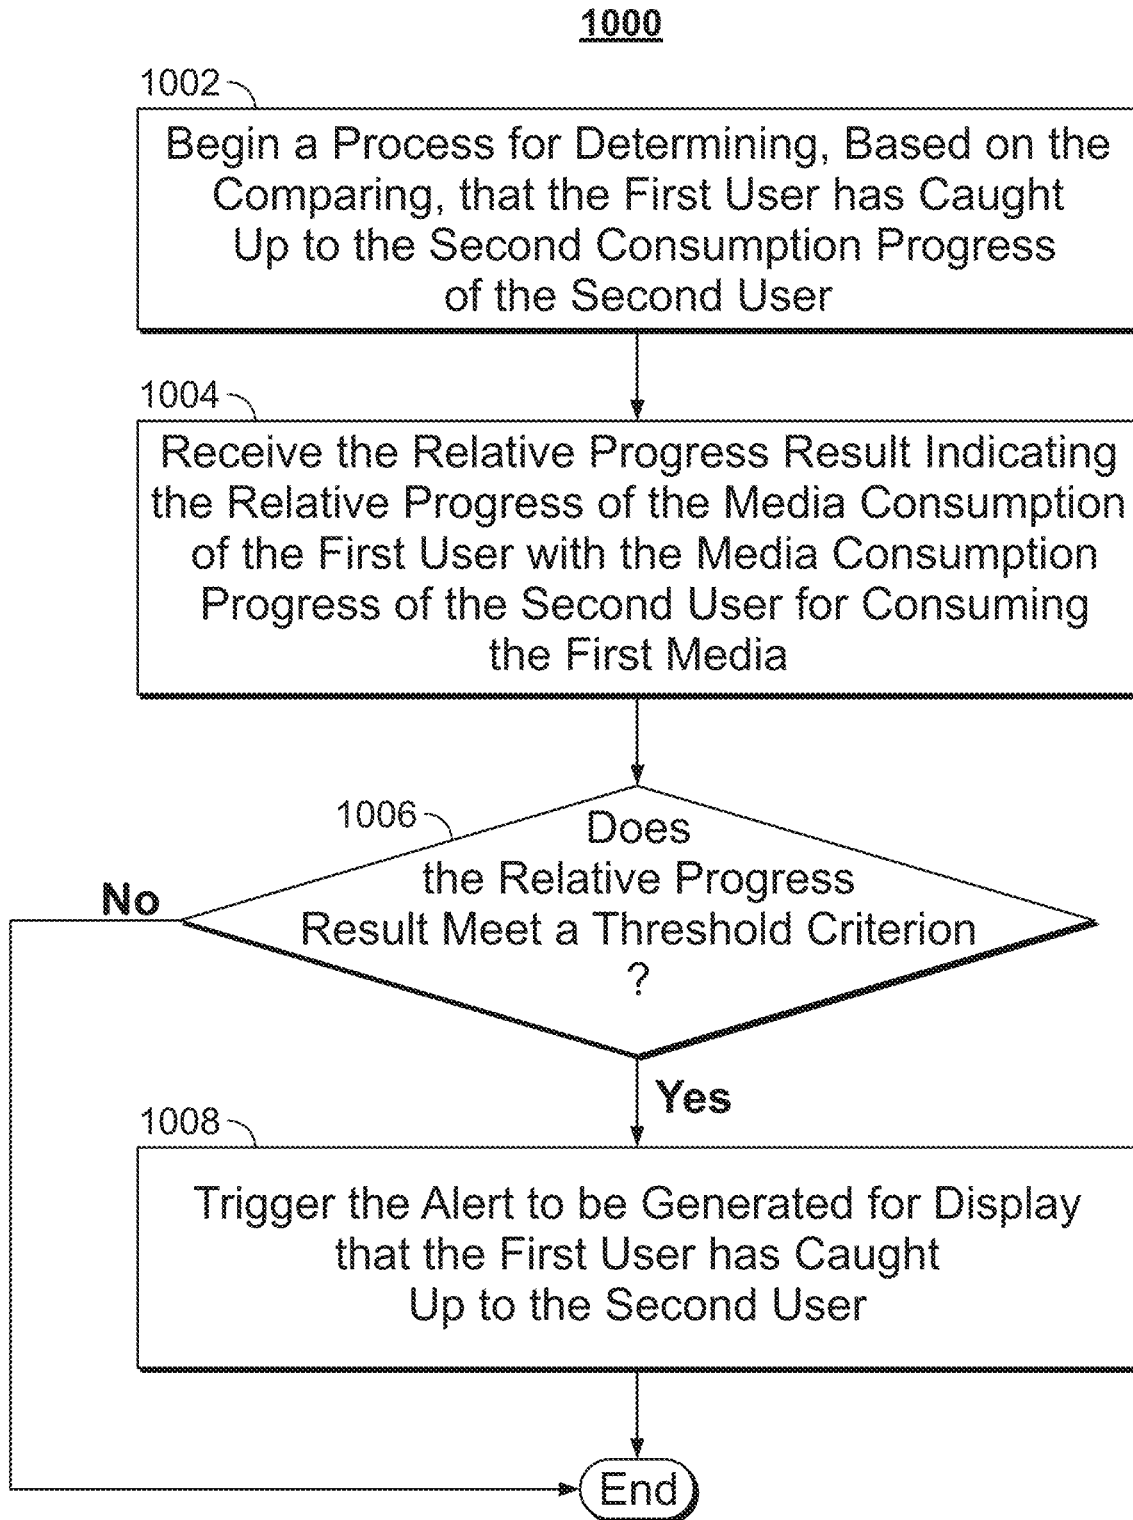 1000
1002
Begin a Process for Determining, Based on the
Comparing, that the First User has Caught
Up to the Second Consumption Progress
of the Second User
1004
Receive the Relative Progress Result Indicating
the Relative Progress of the Media Consumption
of the First User with the Media Consumption
Progress of the Second User for Consuming
the First Media
1006
Does
the Relative Progress
Result Meet a Threshold Criterion
?
No
Yes
1008
Trigger the Alert to be Generated for Display
that the First User has Caught
Up to the Second User
End